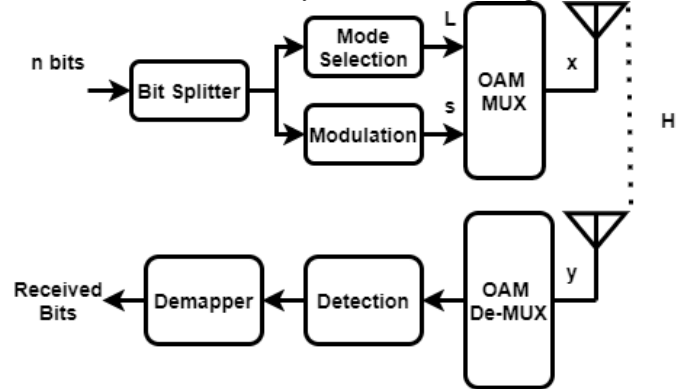 n bits
Bit Splitter
Mode
Selection
Modulation
L
s
OAM
MUX
x
H
Received
Bits
Demapper
Detection
OAM
De-MUX
y